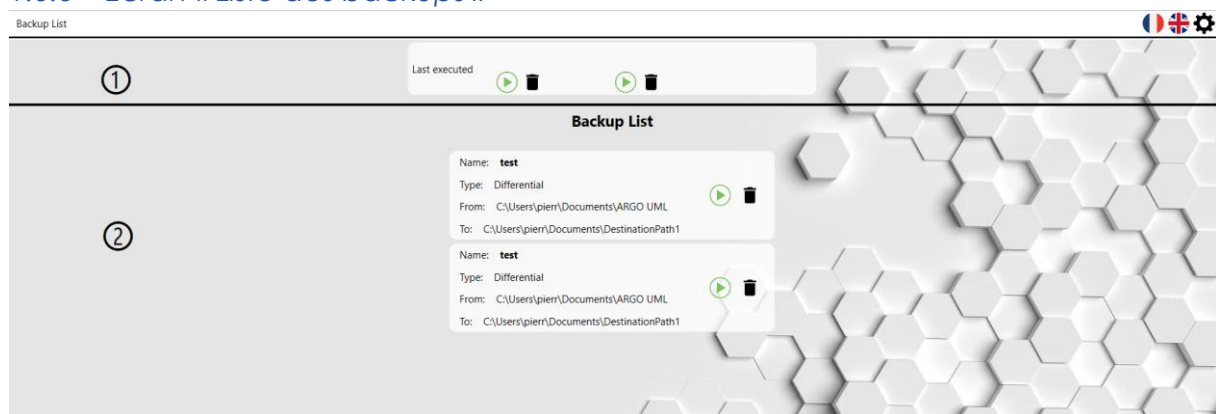 Backup List
①
Last executed
Backup List
②
Name: test
Type: Differential
From: C:\Users\pierr\Documents\ARGO UML
To: C:\Users\pierr\Documents\DestinationPath1
Name: test
Type: Differential
From: C:\Users\pierr\Documents\ARGO UML
To: C:\Users\pierr\Documents\DestinationPath1